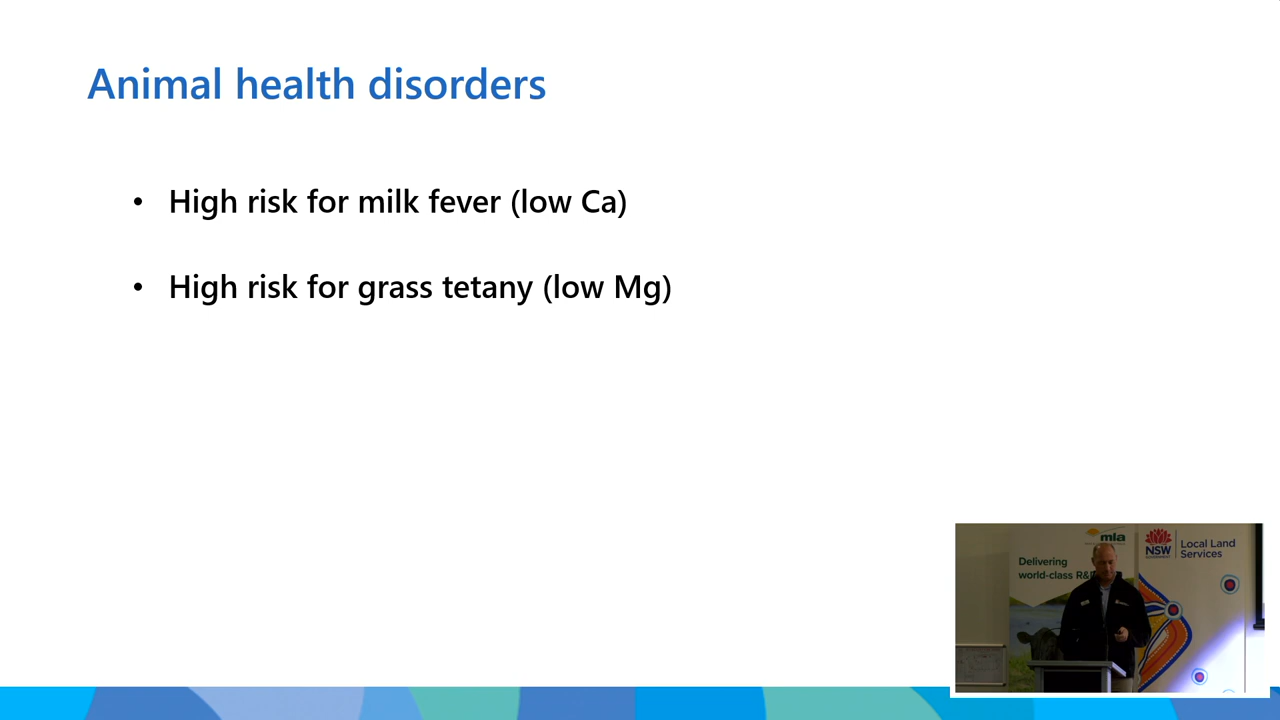 Animal health disorders
• High risk for milk fever (low Ca)
• High risk for grass tetany (low Mg)
mla
Delivering
world-class R&
NSW
GOVERNMENT
Local Land
Services